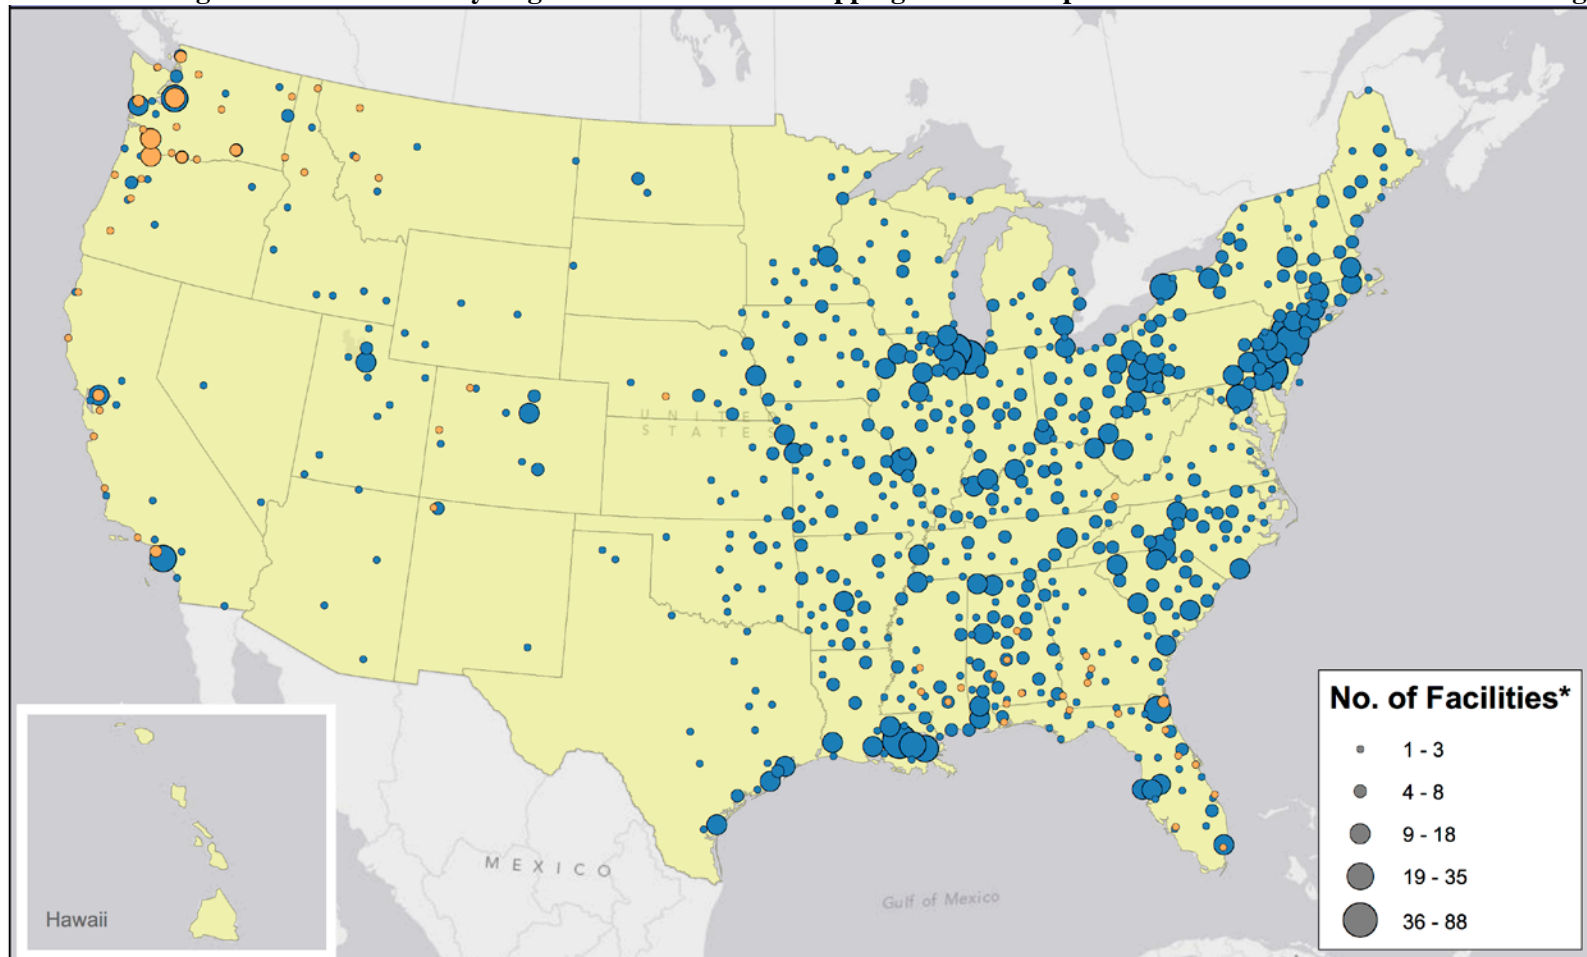 UNITED
STATES
MEXICO
Gulf of Mexico
Hawaii
No. of Facilities*
1 - 3
4 - 8
9 - 18
19 - 35
36 - 88